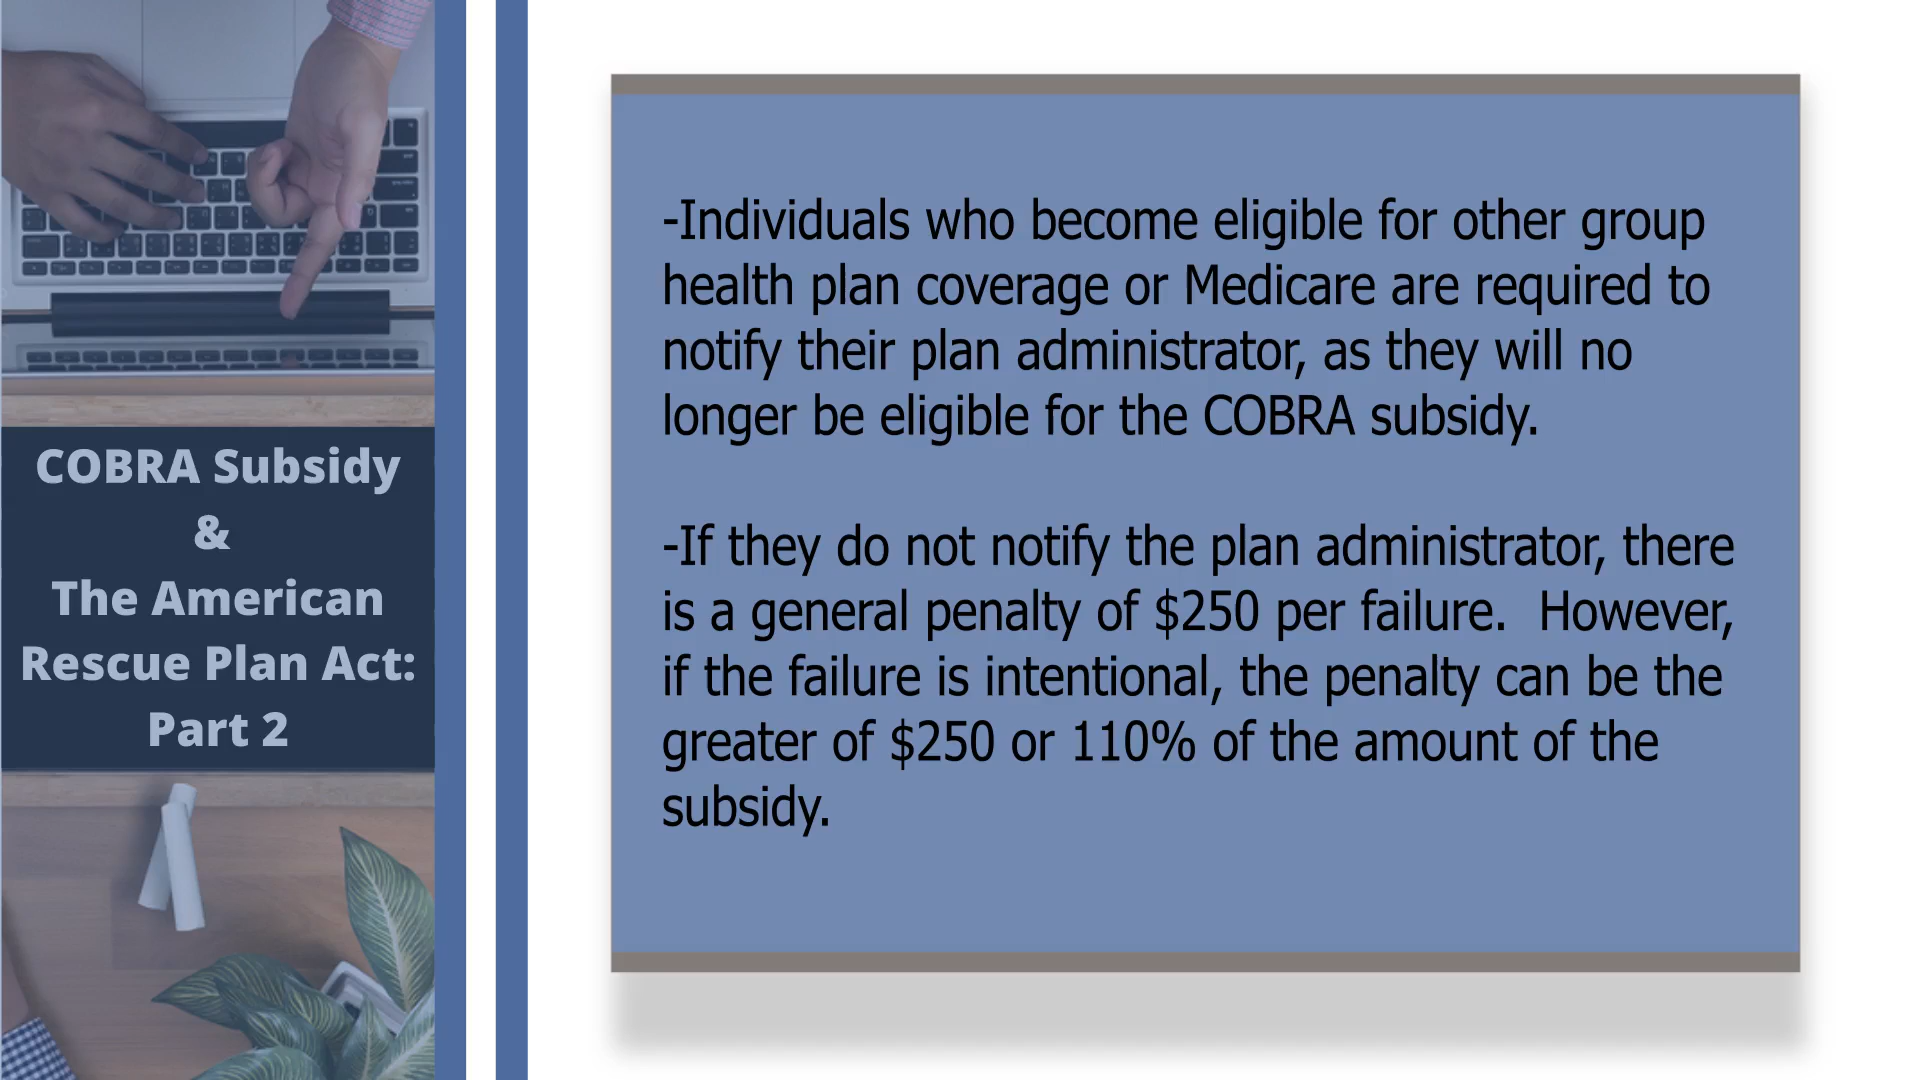 COBRA Subsidy
&
The American
Rescue Plan Act:
Part 2
-Individuals who become eligible for other group
health plan coverage or Medicare are required to
notify their plan administrator, as they will no
longer be eligible for the COBRA subsidy.
-If they do not notify the plan administrator, there
is a general penalty of $250 per failure.  However,
if the failure is intentional, the penalty can be the
greater of $250 or 110% of the amount of the
subsidy.